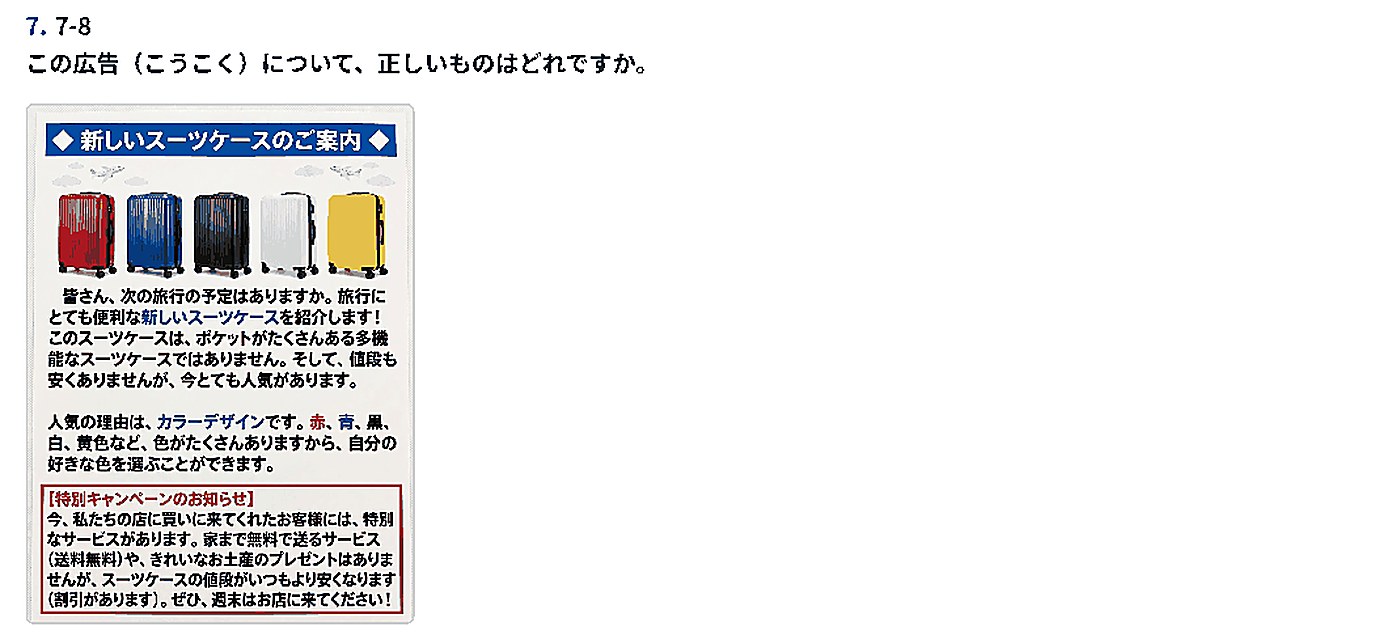 7. 7-8
この広告（こうこく）について、正しいものはどれですか。
◆ 新しいスーツケースのご案内 ◆
皆さん、次の旅行の予定はありますか。旅行に
とても便利な新しいスーツケースを紹介します！
このスーツケースは、ポケットがたくさんある多機
能なスーツケースではありません。そして、値段も
安くありませんが、今とても人気があります。
人気の理由は、カラーデザインです。赤、青、黒、
白、黄色など、色がたくさんありますから、自分の
好きな色を選ぶことができます。
【特別キャンペーンのお知らせ】
今、私たちの店に買いに来てくれたお客様には、特別
なサービスがあります。家まで無料で送るサービス
（送料無料）や、きれいなお土産のプレゼントはありま
せんが、スーツケースの値段がいつもより安くなります
（割引があります）。ぜひ、週末はお店に来てください！